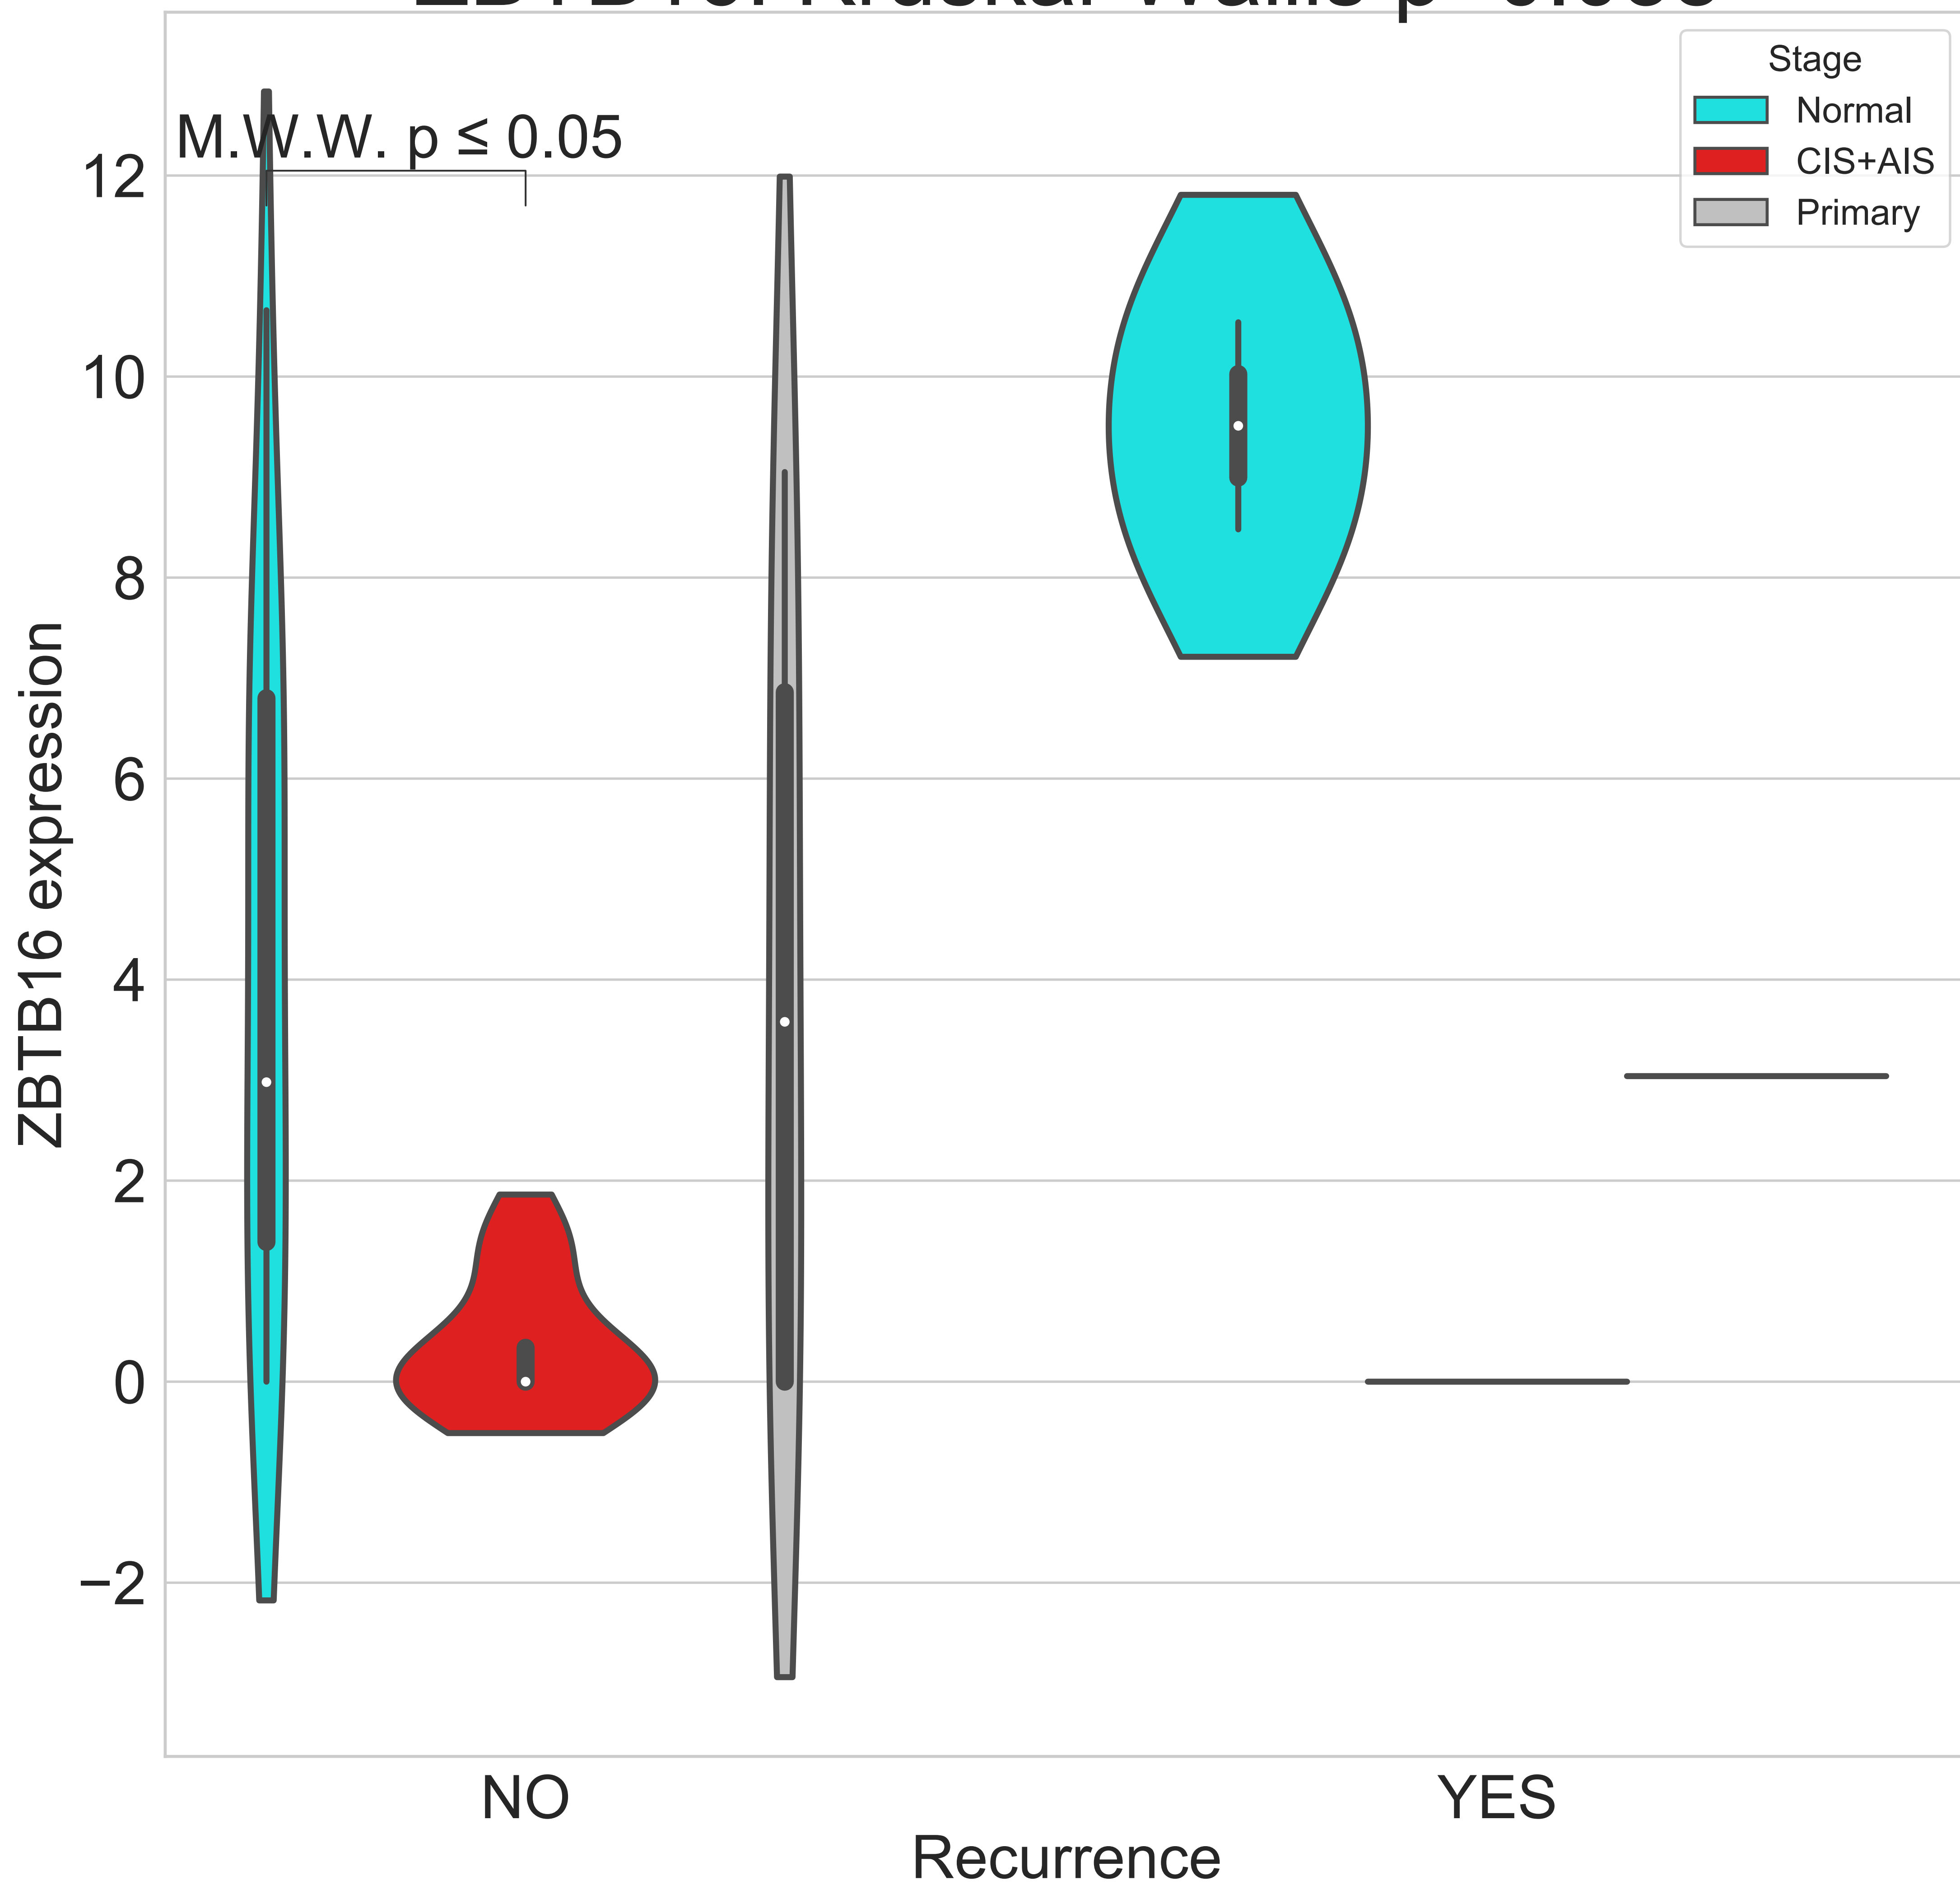 Stage
Normal
CIS+AIS
Primary
M.W.W. p ≤ 0.05
12
10
8
6
4
2
0
−2
ZBTB16 expression
NO
YES
Recurrence